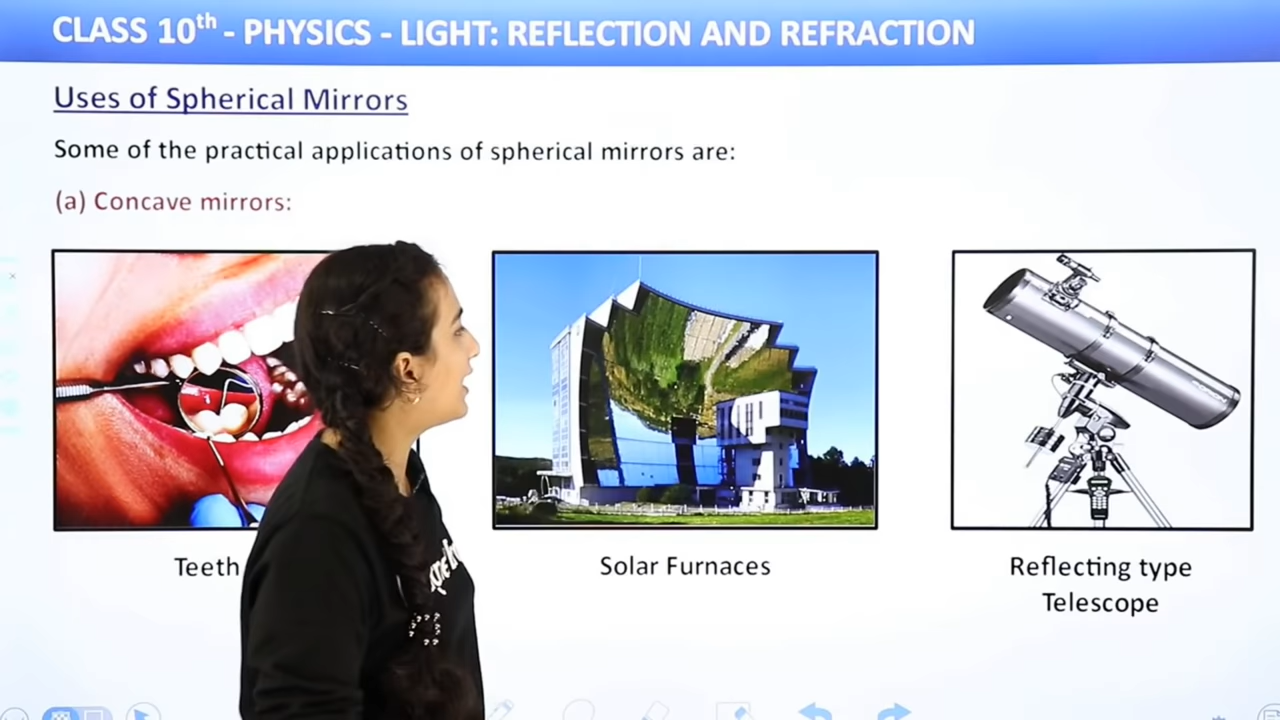 CLASS 10th - PHYSICS - LIGHT: REFLECTION AND REFRACTION
Uses of Spherical Mirrors
Some of the practical applications of spherical mirrors are:
(a) Concave mirrors:
Teeth
Solar Furnaces
Reflecting type
Telescope